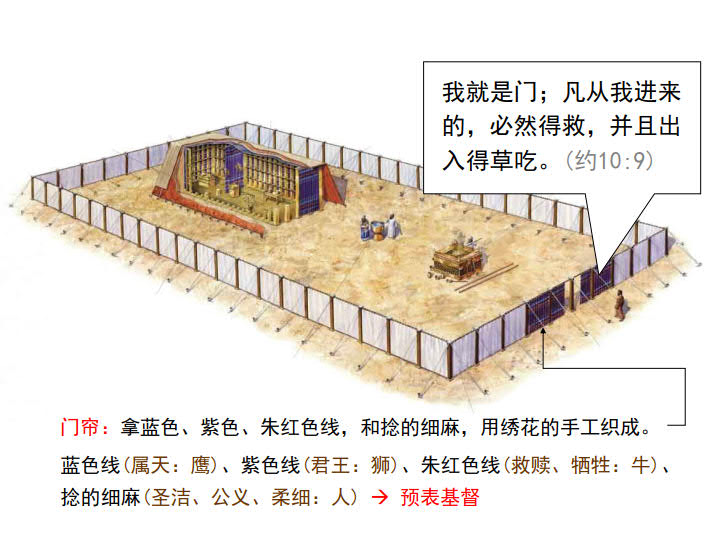 我就是门；凡从我进来
的，必然得救，并且出
入得草吃。(约10:9)
门帘：拿蓝色、紫色、朱红色线，和捻的细麻，用绣花的手工织成。
蓝色线(属天：鹰)、紫色线(君王：狮)、朱红色线(救赎、牺牲：牛)、
捻的细麻(圣洁、公义、柔细：人) → 预表基督